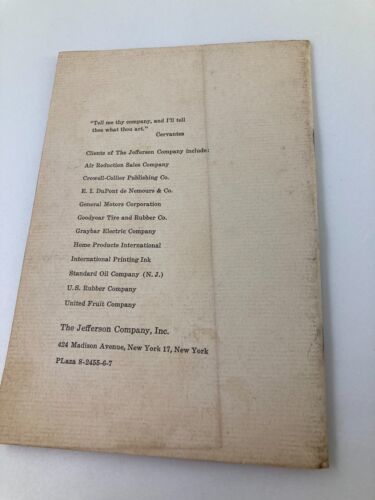 "Tell me thy company, and I'll tell
thee what thou art."
Cervantes
Clients of The Jefferson Company include:
Air Reduction Sales Company
Crowell-Collier Publishing Co.
E. I. DuPont de Nemours & Co.
General Motors Corporation
Goodyear Tire and Rubber Co.
Graybar Electric Company
Home Products International
International Printing Ink
Standard Oil Company (N. J.)
U. S. Rubber Company
United Fruit Company
The Jefferson Company, Inc.
424 Madison Avenue, New York 17, New York
PLaza 8-2455-6-7